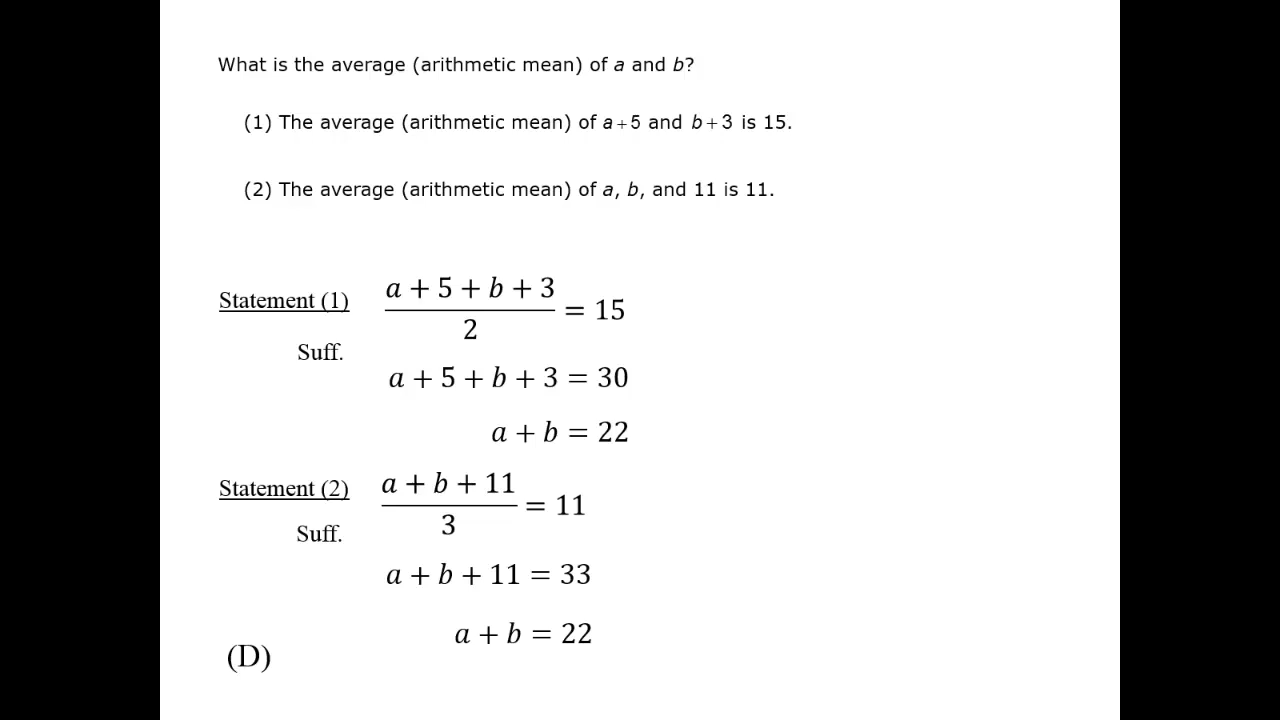 What is the average (arithmetic mean) of a and b?
(1) The average (arithmetic mean) of a+5 and b+3 is 15.
(2) The average (arithmetic mean) of a, b, and 11 is 11.
Statement (1)
a + 5 + b + 3
2
= 15
Suff.
a + 5 + b + 3 = 30
a + b = 22
Statement (2)
a + b + 11
3
= 11
Suff.
a + b + 11 = 33
a + b = 22
(D)